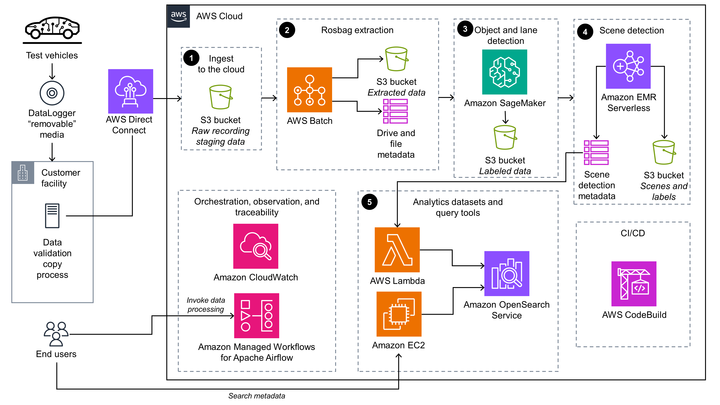 aws
AWS Cloud
Test vehicles
DataLogger
"removable"
media
Customer
facility
Data
validation
copy
process
AWS Direct
Connect
1
Ingest
to the cloud
S3 bucket
Raw recording
staging data
2
Rosbag extraction
AWS Batch
S3 bucket
Extracted data
Drive and
file
metadata
3
Object and lane
detection
Amazon SageMaker
S3 bucket
Labeled data
4
Scene detection
Amazon EMR
Serverless
Scene
detection
metadata
S3 bucket
Scenes and
labels
Orchestration, observation, and
traceability
Amazon CloudWatch
Invoke data
processing
Amazon Managed Workflows
for Apache Airflow
5
Analytics datasets and
query tools
AWS Lambda
Amazon EC2
Amazon OpenSearch
Service
CI/CD
AWS CodeBuild
End users
Search metadata